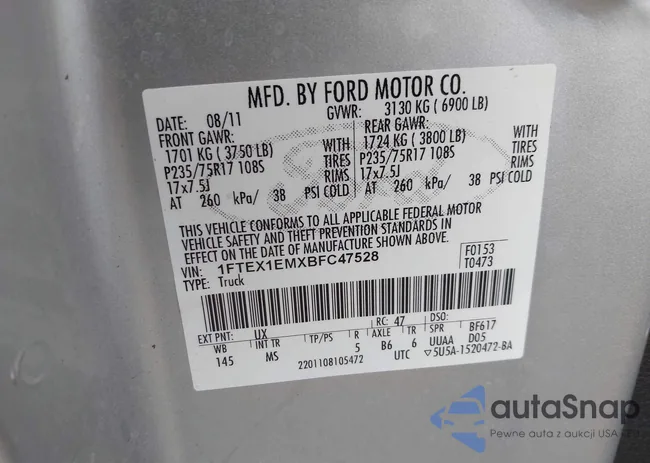 MFD. BY FORD MOTOR CO.
DATE: 08/11 GVWR: 3130 KG ( 6900 LB)
FRONT GAWR: REAR GAWR:
1701 KG ( 3750 LB) WITH 1724 KG ( 3800 LB) WITH
P235/75R17 108S TIRES P235/75R17 108S TIRES
17x7.5J RIMS 17x7.5J RIMS
AT 260 kPa/ 38 PSI COLD AT 260 kPa/ 38 PSI COLD
THIS VEHICLE CONFORMS TO ALL APPLICABLE FEDERAL MOTOR
VEHICLE SAFETY AND THEFT PREVENTION STANDARDS IN
EFFECT ON THE DATE OF MANUFACTURE SHOWN ABOVE.
VIN: 1FTEX1EMXBFC47528 F0153
TYPE: Truck T0473
EXT PNT: UX RC: 47 DSO:
WB INT TR TP/PS R AXLE TR SPR BF617
145 MS 5 B6 6 UUAA D05
2201108105472 UTC ▽5U5A-1520472-BA
Ford
autaSnap
Pewne auta z aukcji USA